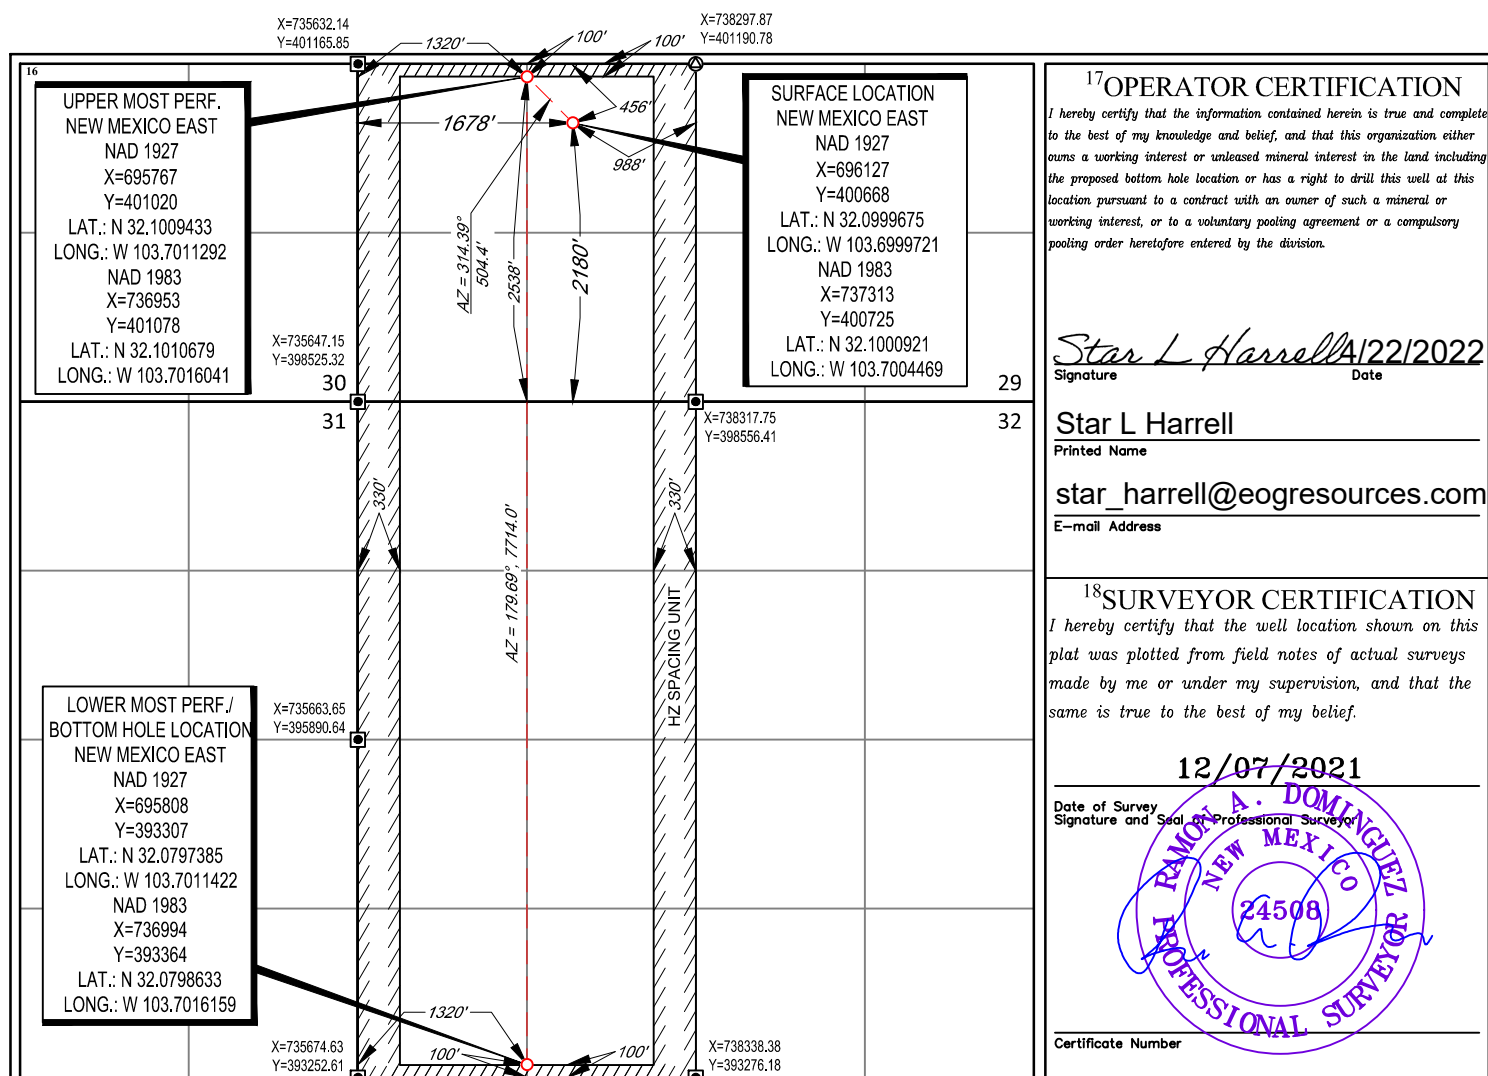 X=735632.14
Y=401165.85
X=738297.87
Y=401190.78
1320'
100'
100'
16
UPPER MOST PERF.
NEW MEXICO EAST
NAD 1927
X=695767
Y=401020
LAT.: N 32.1009433
LONG.: W 103.7011292
NAD 1983
X=736953
Y=401078
LAT.: N 32.1010679
LONG.: W 103.7016041
1678'
456'
988'
AZ = 314.39°
504.4'
2538'
2180'
SURFACE LOCATION
NEW MEXICO EAST
NAD 1927
X=696127
Y=400668
LAT.: N 32.0999675
LONG.: W 103.6999721
NAD 1983
X=737313
Y=400725
LAT.: N 32.1000921
LONG.: W 103.7004469
X=735647.15
Y=398525.32
30
29
31
32
X=738317.75
Y=398556.41
330'
330'
AZ = 179.69°, 7714.0'
HZ SPACING UNIT
X=735663.65
Y=395890.64
LOWER MOST PERF./
BOTTOM HOLE LOCATION
NEW MEXICO EAST
NAD 1927
X=695808
Y=393307
LAT.: N 32.0797385
LONG.: W 103.7011422
NAD 1983
X=736994
Y=393364
LAT.: N 32.0798633
LONG.: W 103.7016159
1320'
100'
100'
X=735674.63
Y=393252.61
X=738338.38
Y=393276.18
17 OPERATOR CERTIFICATION
I hereby certify that the information contained herein is true and complete
to the best of my knowledge and belief, and that this organization either
owns a working interest or unleased mineral interest in the land including
the proposed bottom hole location or has a right to drill this well at this
location pursuant to a contract with an owner of such a mineral or
working interest, or to a voluntary pooling agreement or a compulsory
pooling order heretofore entered by the division.
Star L Harrell 4/22/2022
Signature Date
Star L Harrell
Printed Name
star_harrell@eogresources.com
E-mail Address
18 SURVEYOR CERTIFICATION
I hereby certify that the well location shown on this
plat was plotted from field notes of actual surveys
made by me or under my supervision, and that the
same is true to the best of my belief.
12/07/2021
Date of Survey
Signature and Seal of Professional Surveyor
RAMON A. DOMINGUEZ
NEW MEXICO
24508
PROFESSIONAL SURVEYOR
Certificate Number